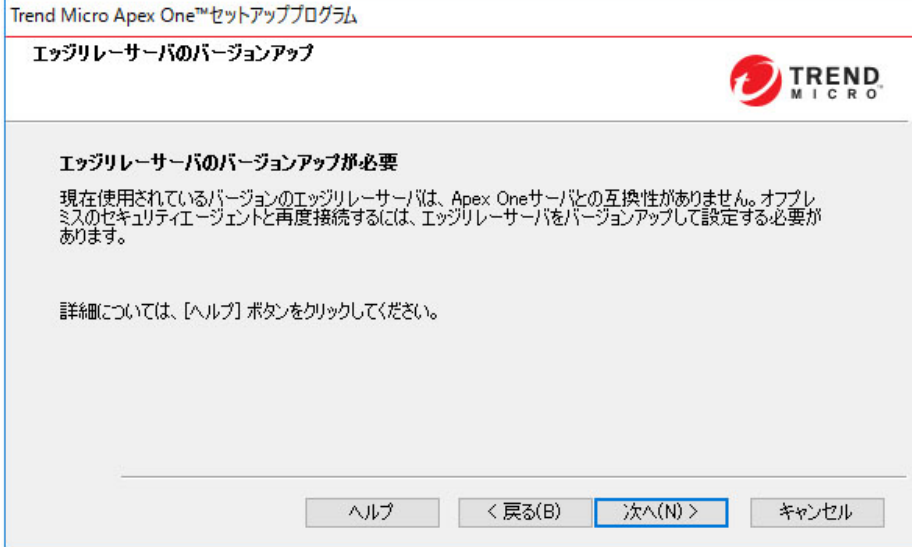 Trend Micro Apex One™セットアッププログラム
エッジリレーサーバのバージョンアップ
TREND
MICRO
エッジリレーサーバのバージョンアップが必要
現在使用されているバージョンのエッジリレーサーバは、Apex Oneサーバとの互換性がありません。オフプレ
ミスのセキュリティエージェントと再度接続するには、エッジリレーサーバをバージョンアップして設定する必要が
あります。
詳細については、[ヘルプ] ボタンをクリックしてください。
ヘルプ
< 戻る(B)
次へ(N) >
キャンセル